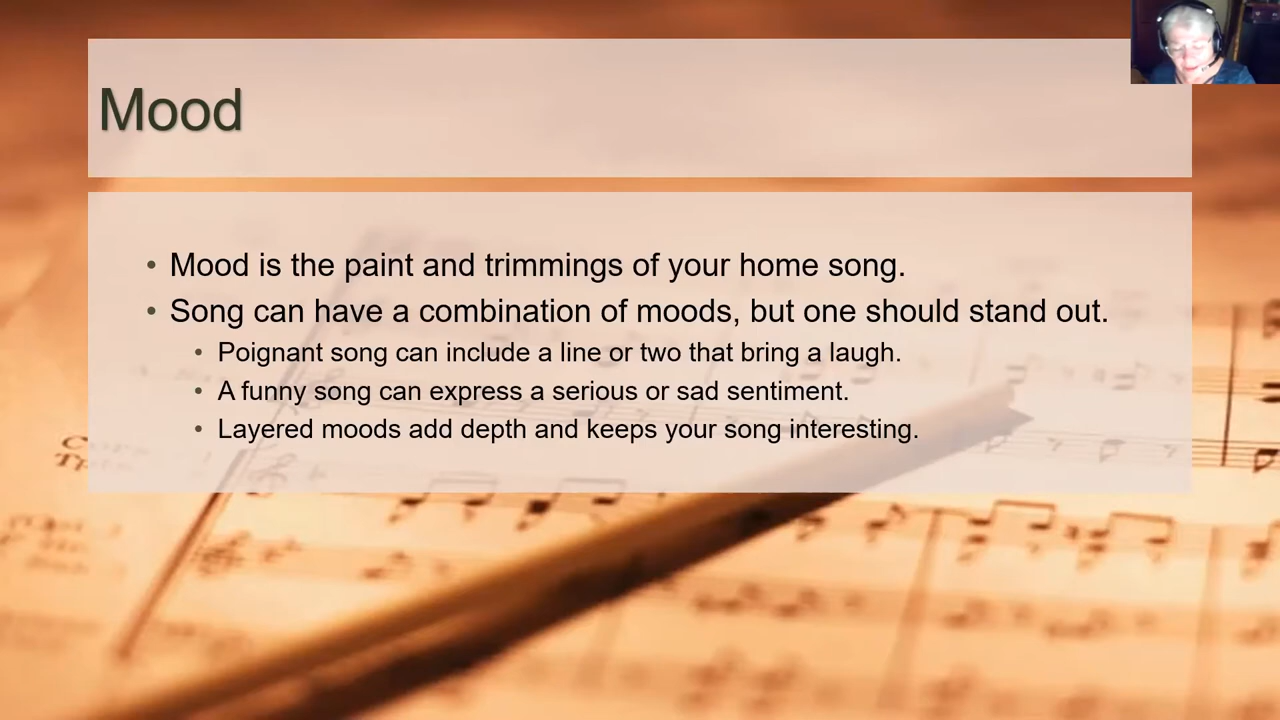 Mood
• Mood is the paint and trimmings of your home song.
• Song can have a combination of moods, but one should stand out.
• Poignant song can include a line or two that bring a laugh.
• A funny song can express a serious or sad sentiment.
• Layered moods add depth and keeps your song interesting.